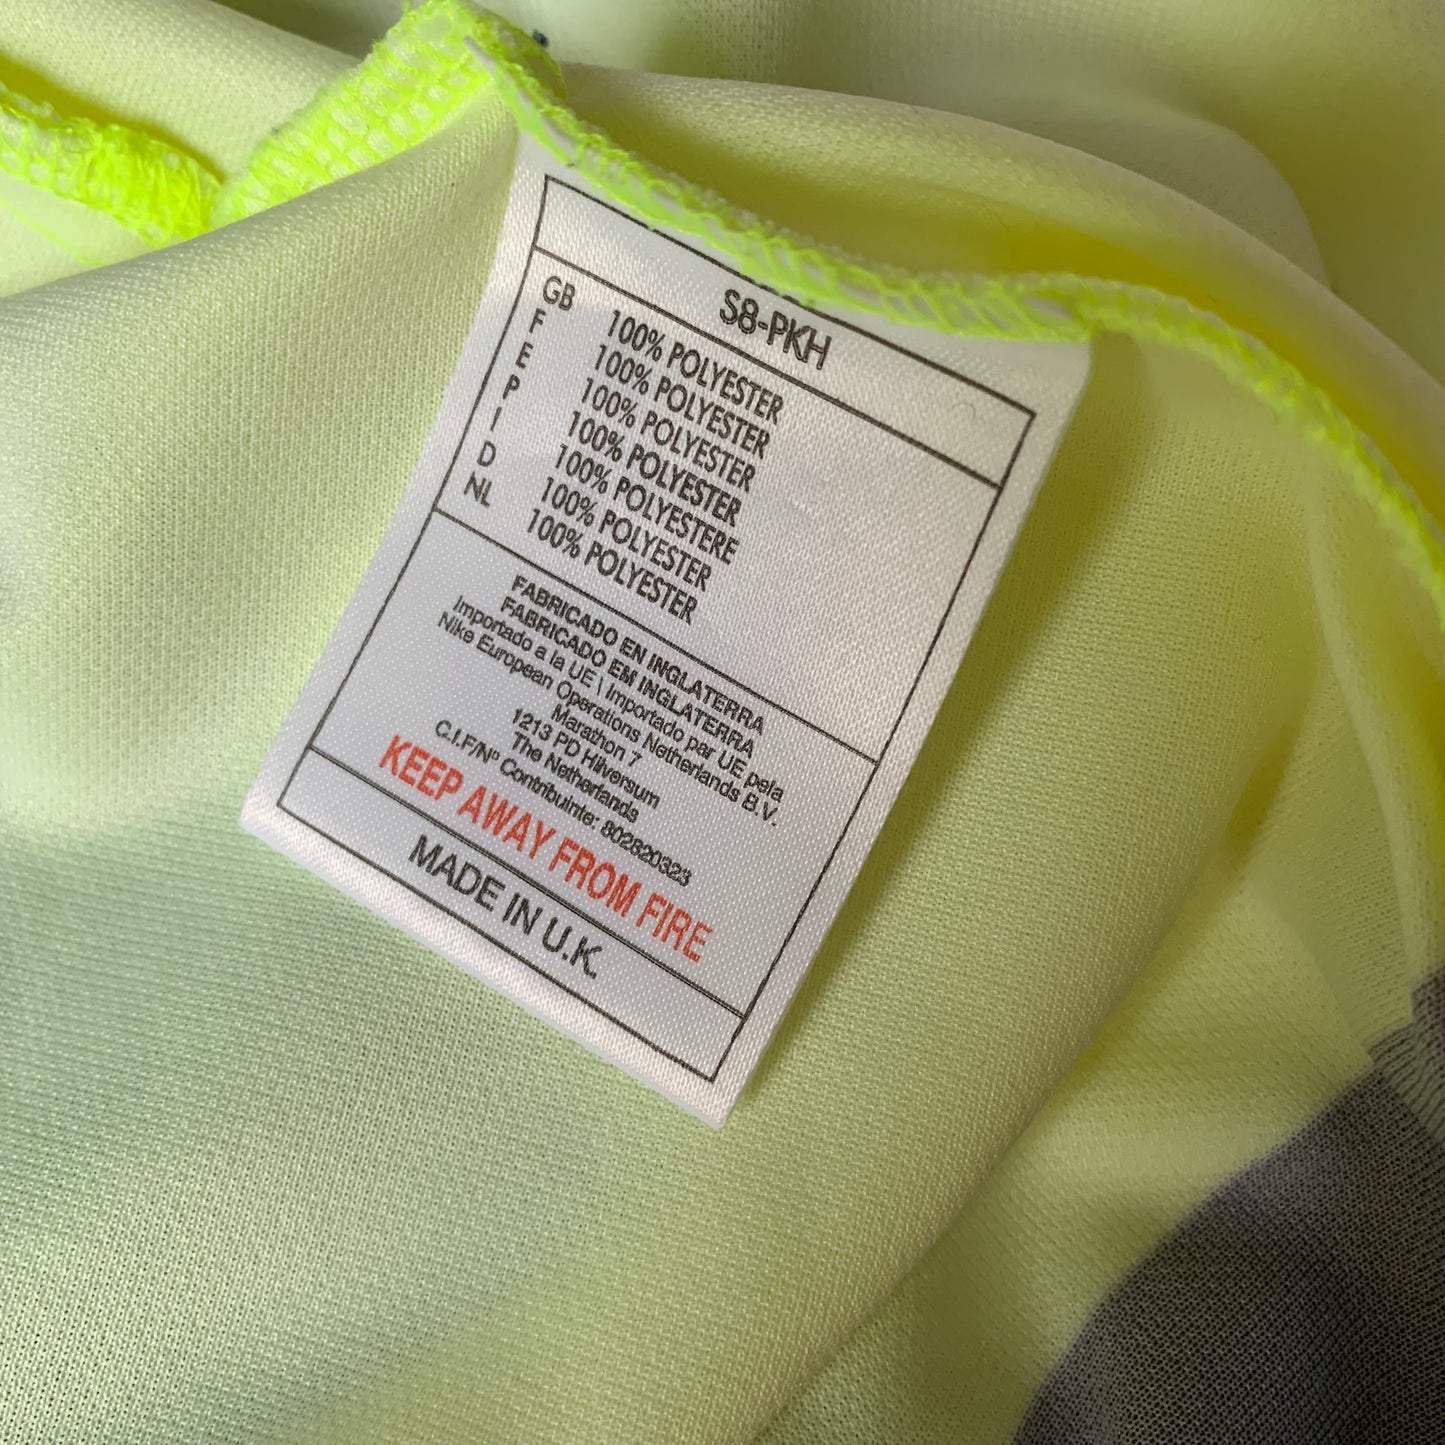 S8-PKH
GB 100% POLYESTER
F 100% POLYESTER
E 100% POLYESTER
P 100% POLYESTER
I 100% POLYESTERE
D 100% POLYESTER
NL 100% POLYESTER
FABRICADO EN INGLATERRA
FABRICADO EM INGLATERRA
Importado a la UE \ Importado par UE pela
Nike European Operations Netherlands B.V.
Marathon 7
1213 PD Hilversum
The Netherlands
C.I.F/Nº Contribuinte: 802820323
KEEP AWAY FROM FIRE
MADE IN U.K.